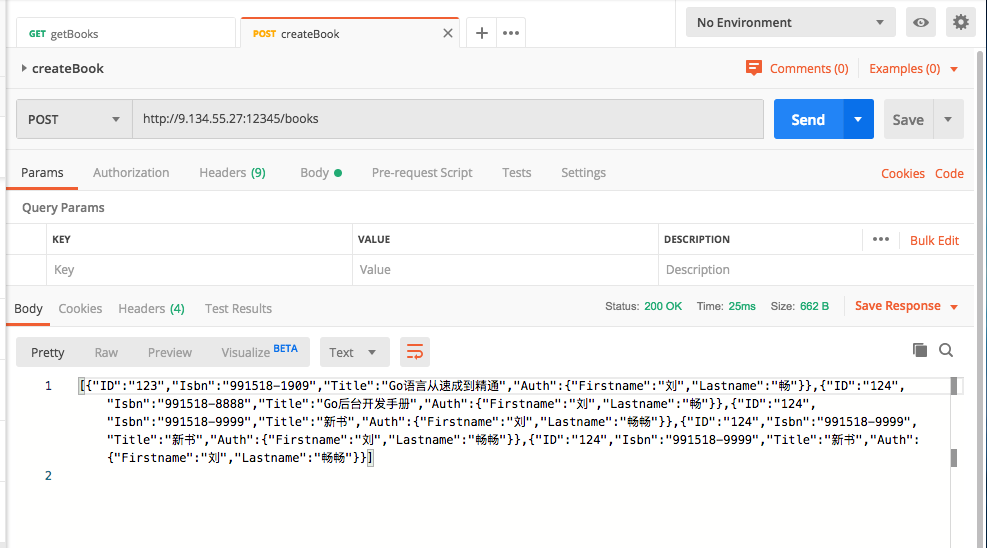 GET getBooks
POST createBook
No Environment
createBook
Comments (0)
Examples (0)
POST
http://9.134.55.27:12345/books
Send
Save
Params
Authorization
Headers (9)
Body
Pre-request Script
Tests
Settings
Cookies
Code
Query Params
KEY
VALUE
DESCRIPTION
Bulk Edit
Key
Value
Description
Body
Cookies
Headers (4)
Test Results
Status: 200 OK
Time: 25ms
Size: 662 B
Save Response
Pretty
Raw
Preview
Visualize BETA
Text
1
[{"ID":"123","Isbn":"991518-1909","Title":"Go语言从速成到精通","Auth":{"Firstname":"刘","Lastname":"畅"}},{"ID":"124",
"Isbn":"991518-8888","Title":"Go后台开发手册","Auth":{"Firstname":"刘","Lastname":"畅"}},{"ID":"124",
"Isbn":"991518-9999","Title":"新书","Auth":{"Firstname":"刘","Lastname":"畅畅"}},{"ID":"124","Isbn":"991518-9999",
"Title":"新书","Auth":{"Firstname":"刘","Lastname":"畅畅"}},{"ID":"124","Isbn":"991518-9999","Title":"新书","Auth":
{"Firstname":"刘","Lastname":"畅畅"}}]
2